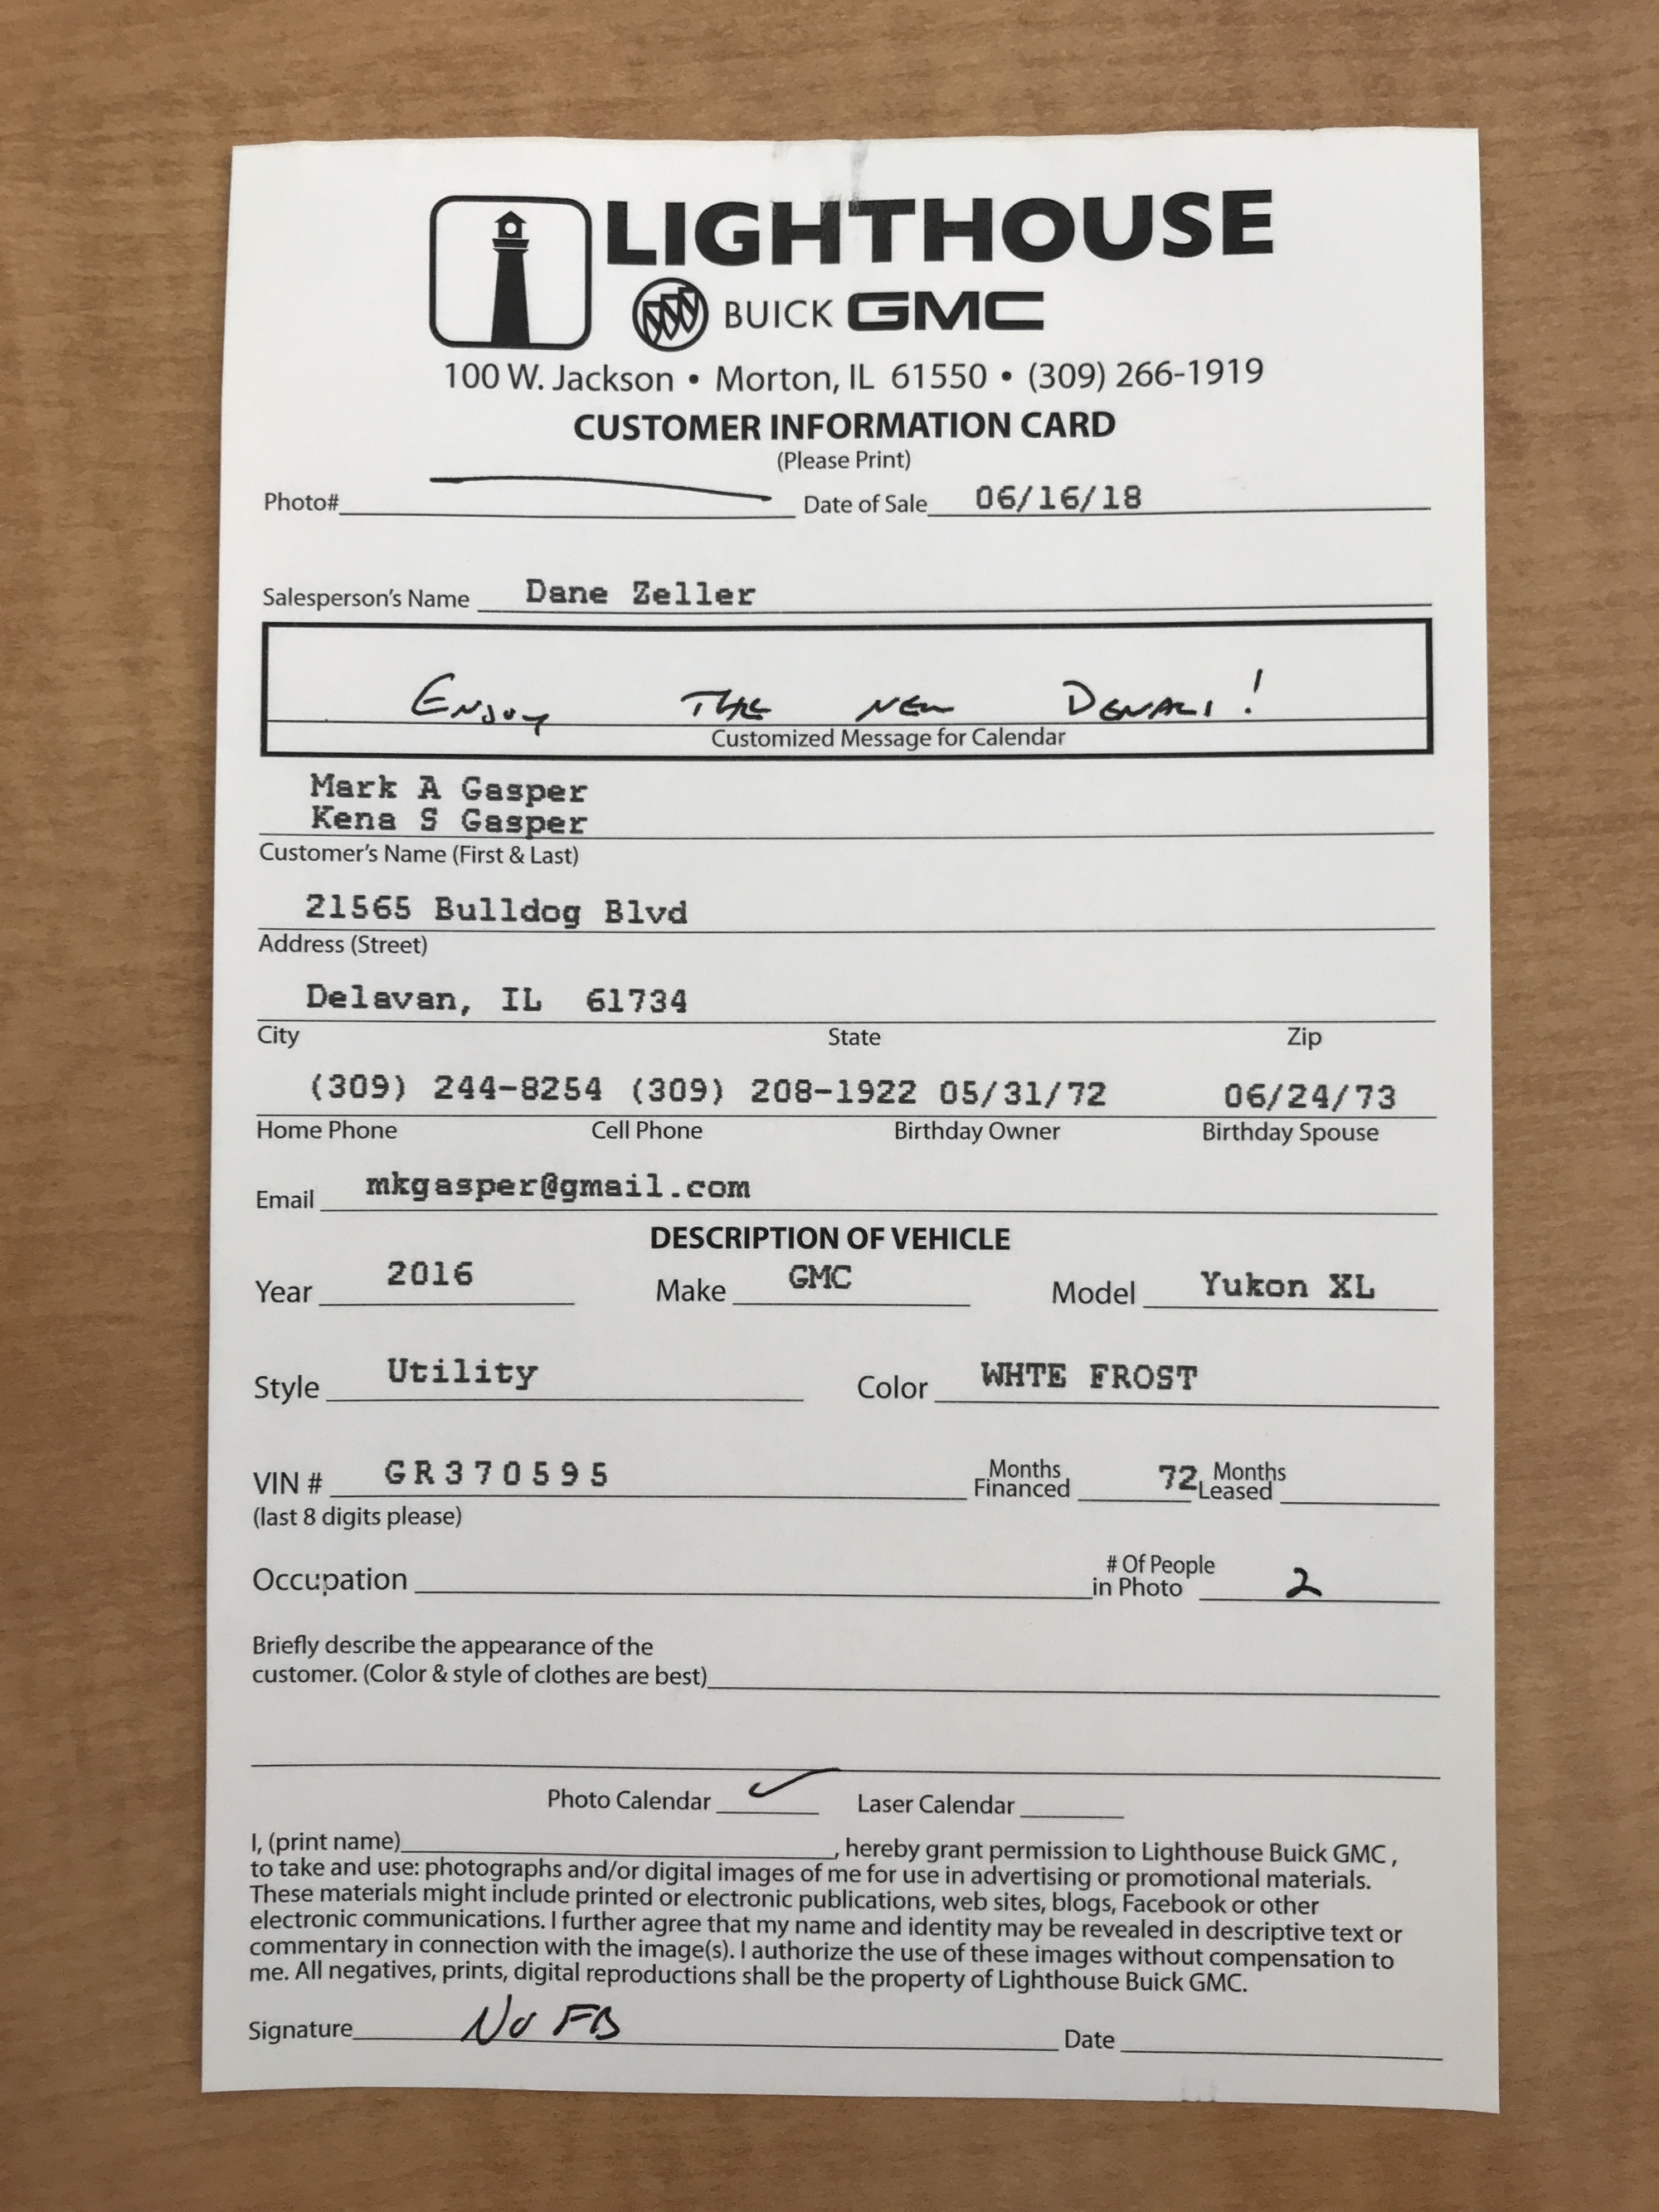 LIGHTHOUSE
BUICK GMC
100 W. Jackson • Morton, IL 61550 • (309) 266-1919
CUSTOMER INFORMATION CARD
(Please Print)
Photo# Date of Sale 06/16/18
Salesperson's Name Dane Zeller
Enjoy The New Denali!
Customized Message for Calendar
Mark A Gasper
Kena S Gasper
Customer's Name (First & Last)
21565 Bulldog Blvd
Address (Street)
Delavan, IL 61734
City State Zip
(309) 244-8254 (309) 208-1922 05/31/72 06/24/73
Home Phone Cell Phone Birthday Owner Birthday Spouse
Email mkgasper@gmail.com
DESCRIPTION OF VEHICLE
Year 2016 Make GMC Model Yukon XL
Style Utility Color WHTE FROST
VIN # GR370595 Months Financed 72 Months Leased
(last 8 digits please)
Occupation # Of People in Photo 2
Briefly describe the appearance of the
customer. (Color & style of clothes are best)
Photo Calendar ✓ Laser Calendar
I, (print name) , hereby grant permission to Lighthouse Buick GMC,
to take and use: photographs and/or digital images of me for use in advertising or promotional materials.
These materials might include printed or electronic publications, web sites, blogs, Facebook or other
electronic communications. I further agree that my name and identity may be revealed in descriptive text or
commentary in connection with the image(s). I authorize the use of these images without compensation to
me. All negatives, prints, digital reproductions shall be the property of Lighthouse Buick GMC.
Signature No FB Date